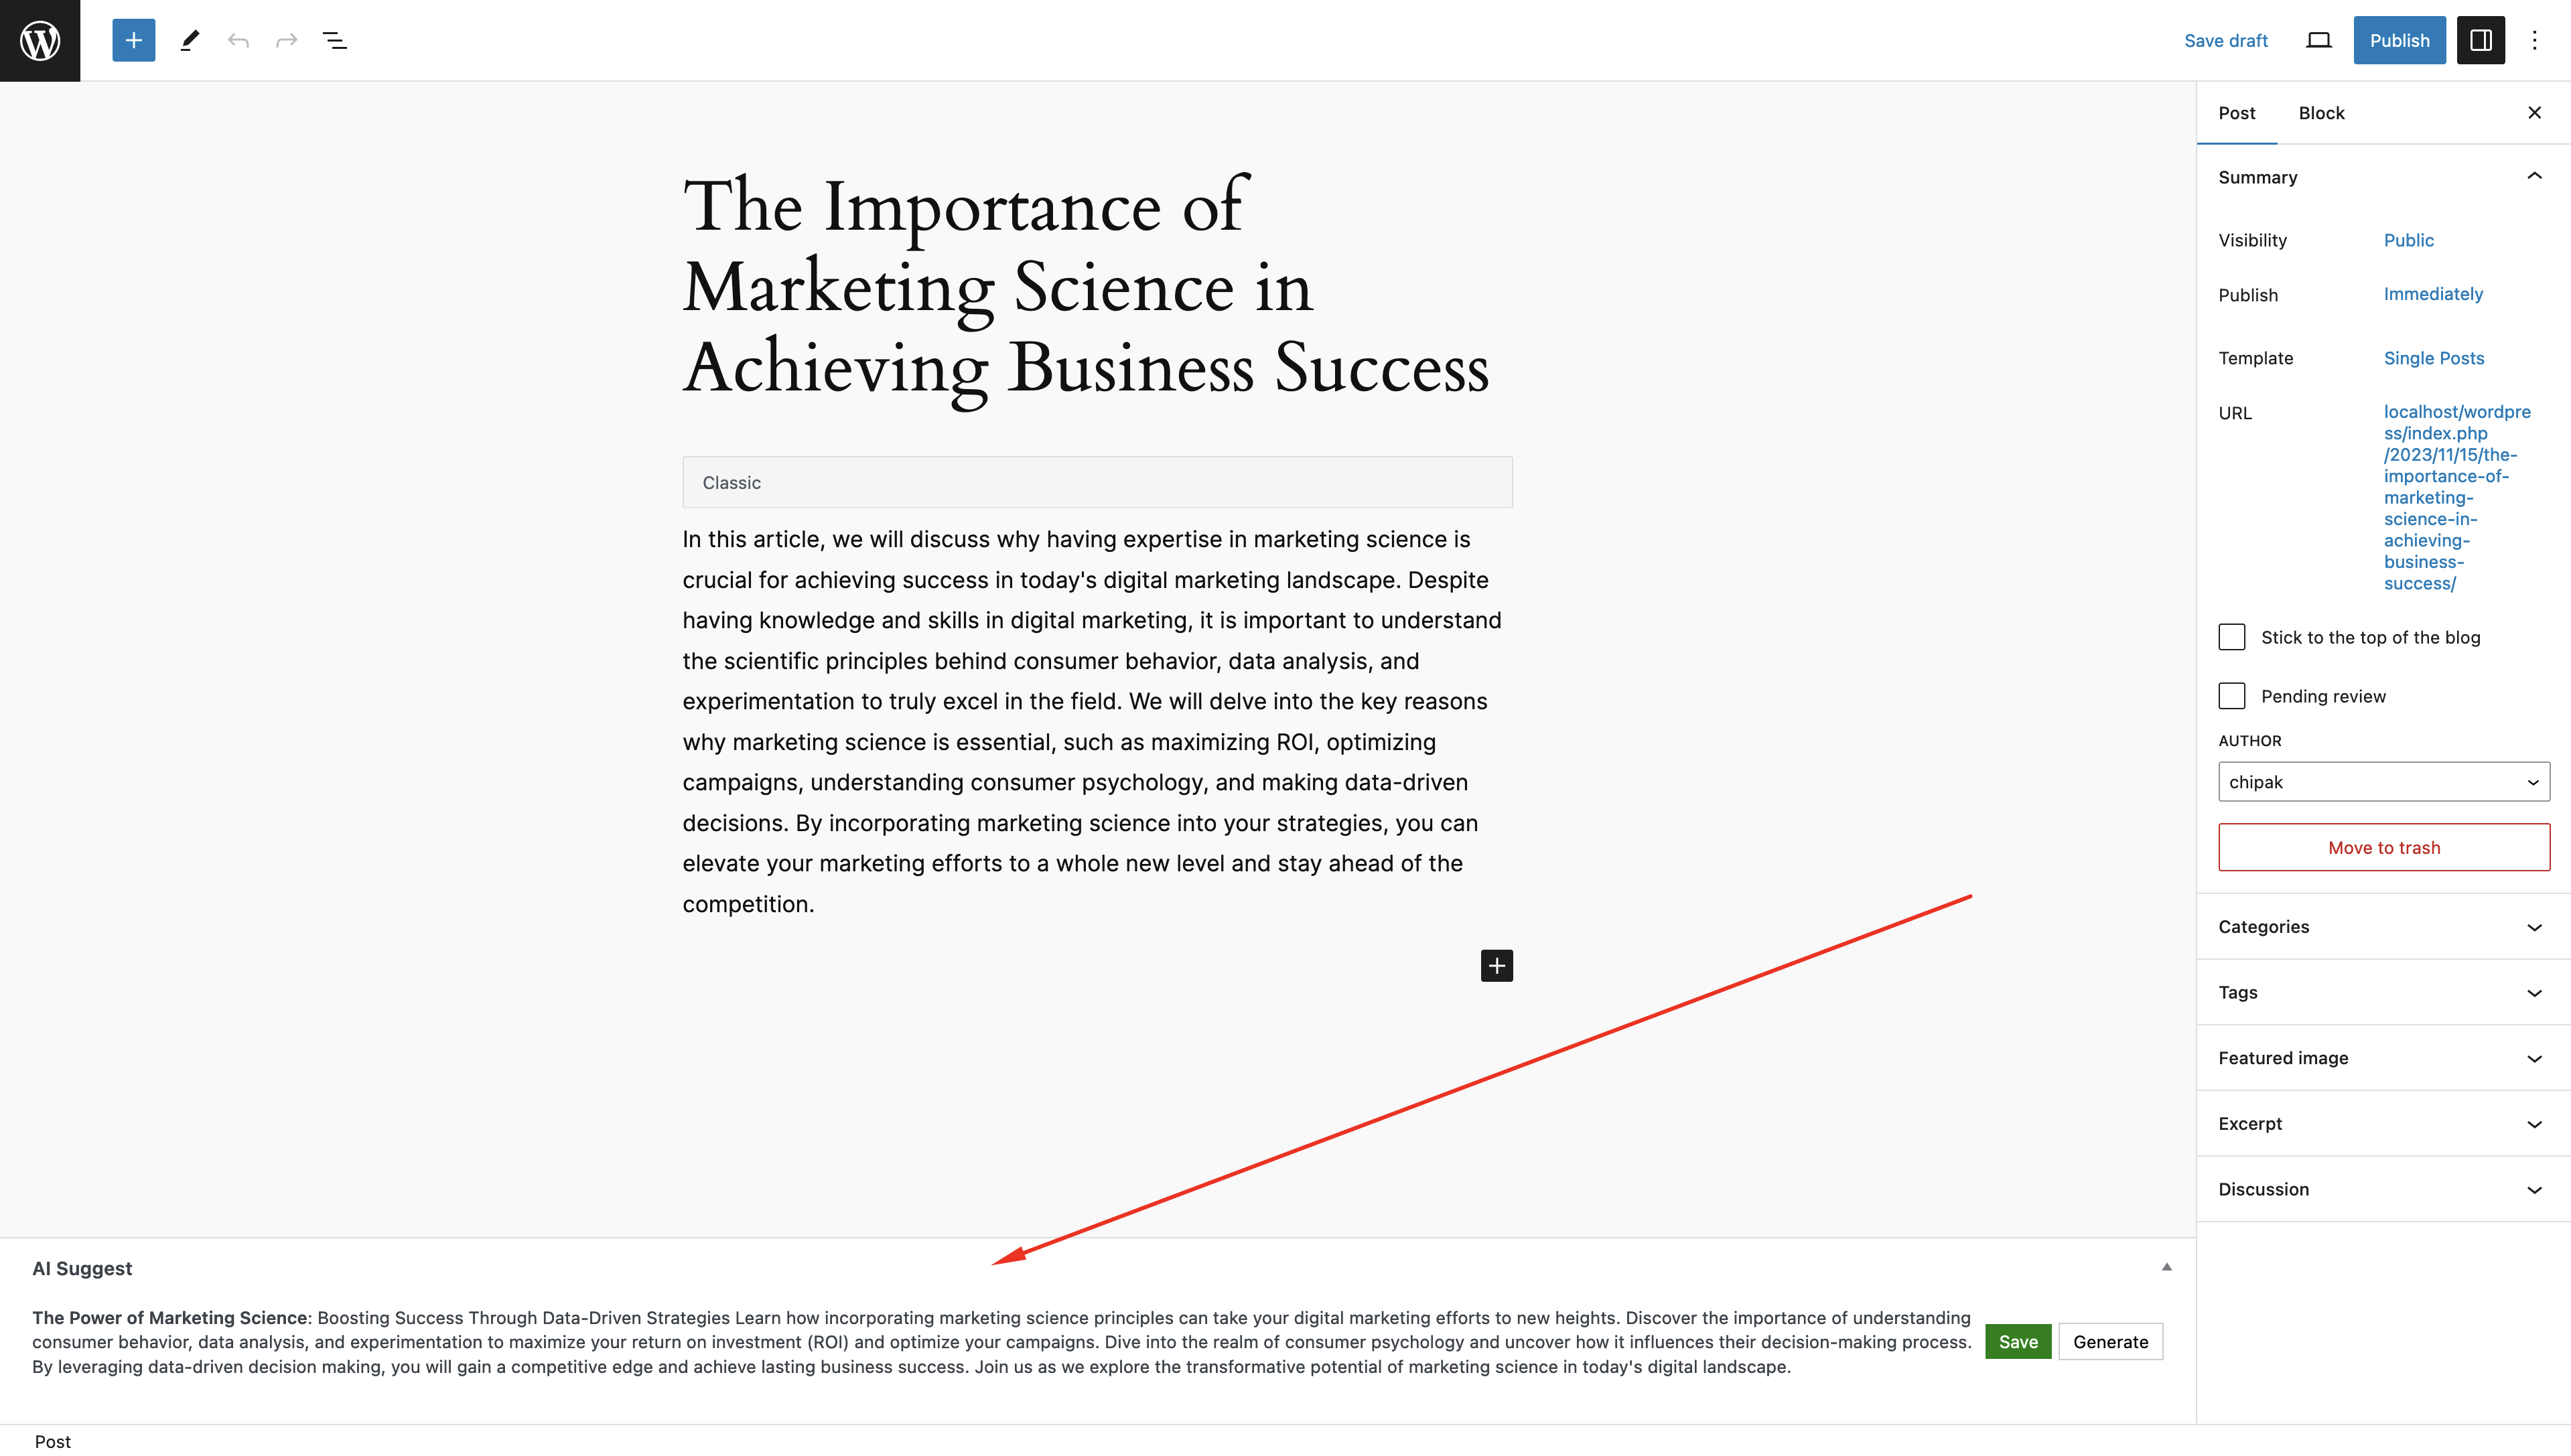 Save draft
Publish
Post
Block
The Importance of
Marketing Science in
Achieving Business Success
Classic
In this article, we will discuss why having expertise in marketing science is
crucial for achieving success in today's digital marketing landscape. Despite
having knowledge and skills in digital marketing, it is important to understand
the scientific principles behind consumer behavior, data analysis, and
experimentation to truly excel in the field. We will delve into the key reasons
why marketing science is essential, such as maximizing ROI, optimizing
campaigns, understanding consumer psychology, and making data-driven
decisions. By incorporating marketing science into your strategies, you can
elevate your marketing efforts to a whole new level and stay ahead of the
competition.
Summary
Visibility Public
Publish Immediately
Template Single Posts
URL localhost/wordpre
ss/index.php
/2023/11/15/the-
importance-of-
marketing-
science-in-
achieving-
business-
success/
Stick to the top of the blog
Pending review
AUTHOR
chipak
Move to trash
Categories
Tags
Featured image
Excerpt
Discussion
AI Suggest
The Power of Marketing Science: Boosting Success Through Data-Driven Strategies Learn how incorporating marketing science principles can take your digital marketing efforts to new heights. Discover the importance of understanding
consumer behavior, data analysis, and experimentation to maximize your return on investment (ROI) and optimize your campaigns. Dive into the realm of consumer psychology and uncover how it influences their decision-making process.
By leveraging data-driven decision making, you will gain a competitive edge and achieve lasting business success. Join us as we explore the transformative potential of marketing science in today's digital landscape.
Save
Generate
Post